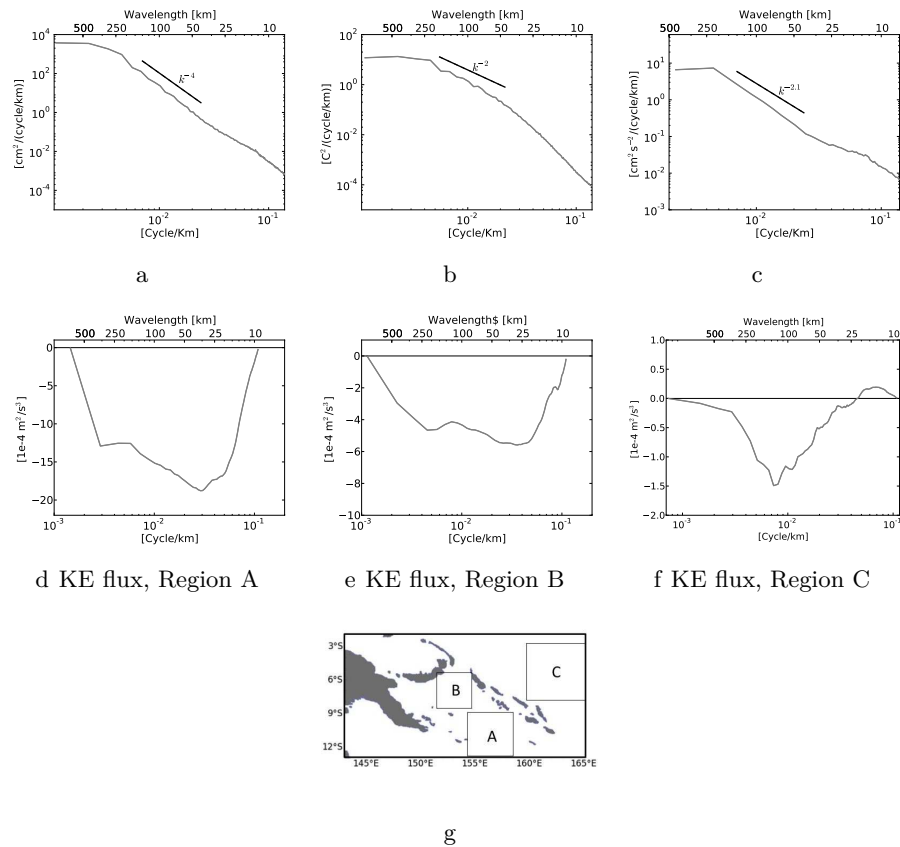 Wavelength [km] Wavelength [km] Wavelength [km]
500 250 100 50 25 10 500 250 100 50 25 10 500 250 100 50 25 10
[cm²/(cycle/km)]
10⁴
10²
10⁰
10⁻²
10⁻⁴
k⁻⁴
10⁻² 10⁻¹
[Cycle/Km]
[C²/(cycle/km)]
10²
10⁰
10⁻²
10⁻⁴
k⁻²
10⁻² 10⁻¹
[Cycle/Km]
[cm² s⁻²/(cycle/km)]
10¹
10⁰
10⁻¹
10⁻²
10⁻³
k⁻²·¹
10⁻² 10⁻¹
[Cycle/Km]
a b c
Wavelength [km] Wavelength$ [km] Wavelength [km]
500 250 100 50 25 10 500 250 100 50 25 10 500 250 100 50 25 10
[1e-4 m²/s³]
0
−5
−10
−15
−20
10⁻³ 10⁻² 10⁻¹
[Cycle/km]
[1e-4 m²/s³]
0
−2
−4
−6
−8
−10
10⁻³ 10⁻² 10⁻¹
[Cycle/km]
[1e-4 m²/s³]
1.0
0.5
0.0
−0.5
−1.0
−1.5
−2.0
10⁻³ 10⁻² 10⁻¹
[Cycle/km]
d KE flux, Region A e KE flux, Region B f KE flux, Region C
3°S
6°S
9°S
12°S
C
B
A
145°E 150°E 155°E 160°E 165°E
g